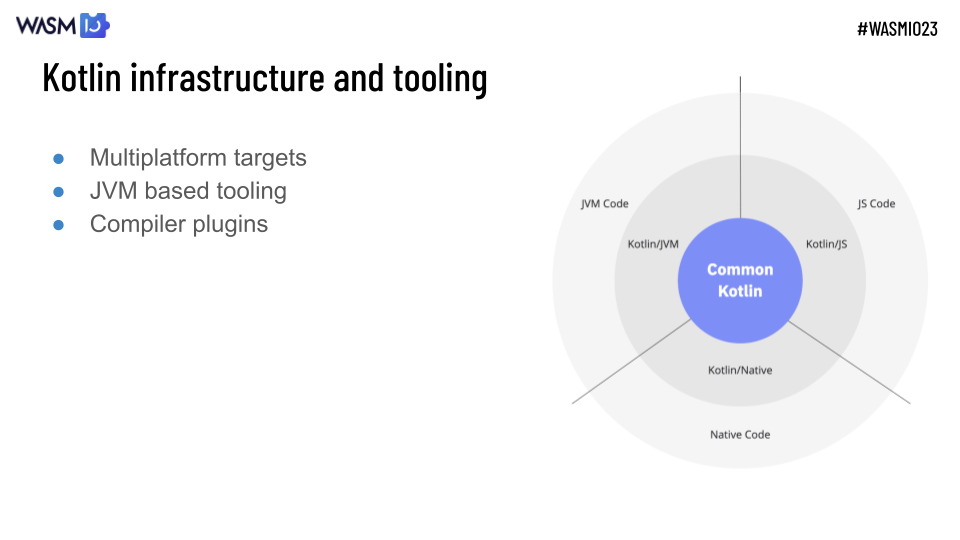 WASM IO
#WASMIO23
Kotlin infrastructure and tooling
● Multiplatform targets
● JVM based tooling
● Compiler plugins
JVM Code
JS Code
Kotlin/JVM
Kotlin/JS
Common
Kotlin
Kotlin/Native
Native Code